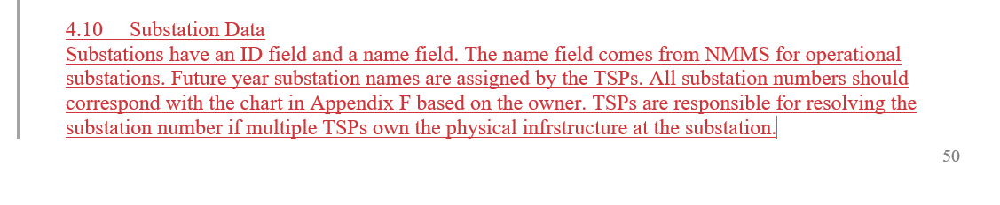 4.10 Substation Data
Substations have an ID field and a name field. The name field comes from NMMS for operational
substations. Future year substation names are assigned by the TSPs. All substation numbers should
correspond with the chart in Appendix F based on the owner. TSPs are responsible for resolving the
substation number if multiple TSPs own the physical infrstructure at the substation.
50